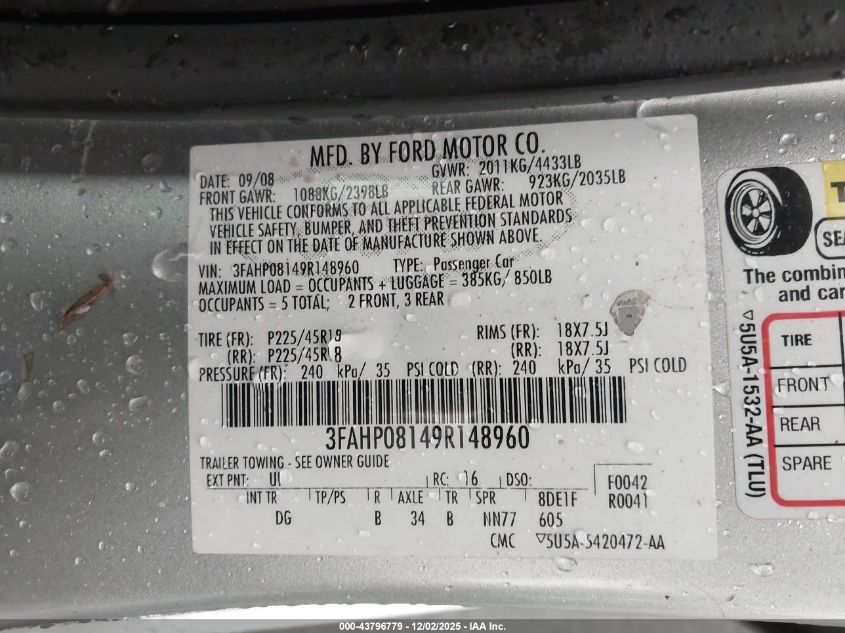 MFD. BY FORD MOTOR CO.
DATE: 09/08 GVWR: 2011KG/4433LB
FRONT GAWR: 1088KG/2398LB REAR GAWR: 923KG/2035LB
THIS VEHICLE CONFORMS TO ALL APPLICABLE FEDERAL MOTOR
VEHICLE SAFETY, BUMPER, AND THEFT PREVENTION STANDARDS
IN EFFECT ON THE DATE OF MANUFACTURE SHOWN ABOVE.
VIN: 3FAHP08149R148960 TYPE: Passenger Car
MAXIMUM LOAD = OCCUPANTS + LUGGAGE = 385KG/ 850LB
OCCUPANTS = 5 TOTAL; 2 FRONT, 3 REAR
TIRE (FR): P225/45R18 RIMS (FR): 18X7.5J
(RR): P225/45R18 (RR): 18X7.5J
PRESSURE (FR): 240 kPa/ 35 PSI COLD (RR): 240 kPa/ 35 PSI COLD
3FAHP08149R148960
TRAILER TOWING - SEE OWNER GUIDE
EXT PNT: UI RC: 16 DSO: F0042
INT TR TP/PS R AXLE TR SPR 8DE1F R0041
DG B 34 B NN77 605
CMC ▽5U5A-5420472-AA
SEA
The combin
and car
▽5U5A-1532-AA (TLU)
TIRE
FRONT
REAR
SPARE
000-43796779 - 12/02/2025 - IAA Inc.